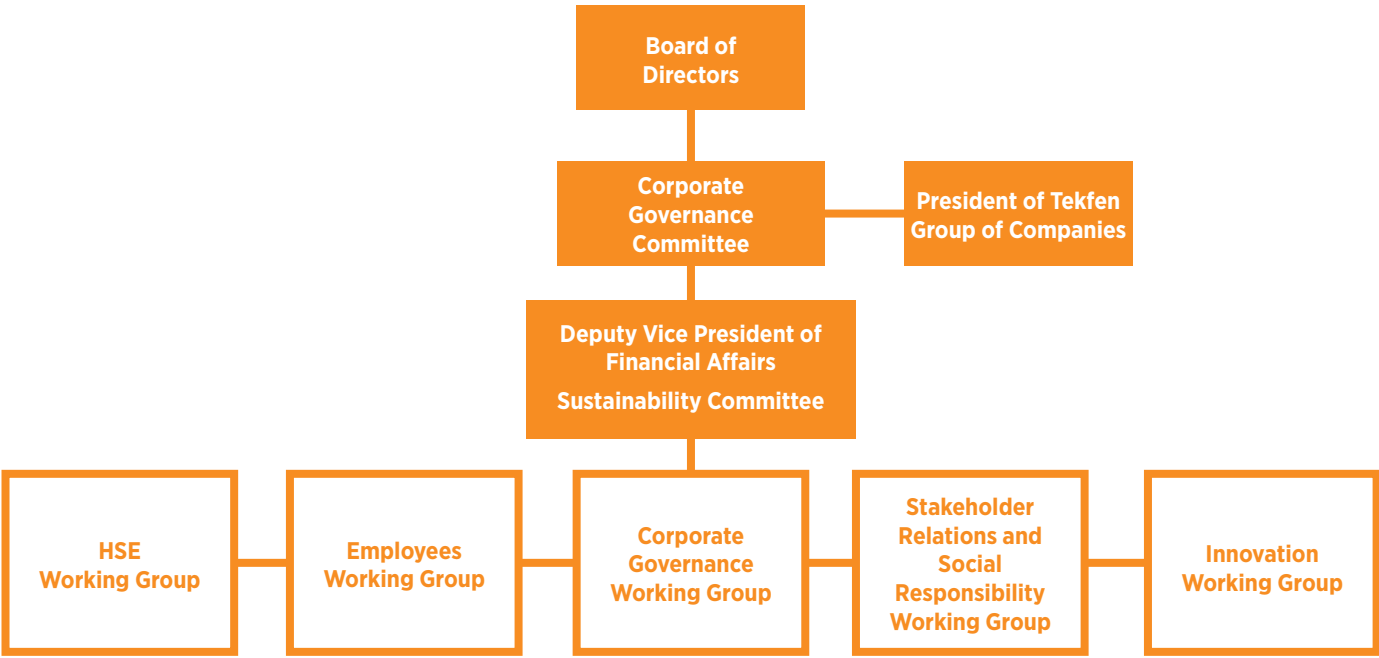 Board of
Directors
Corporate
Governance
Committee
President of Tekfen
Group of Companies
Deputy Vice President of
Financial Affairs
Sustainability Committee
HSE
Working Group
Employees
Working Group
Corporate
Governance
Working Group
Stakeholder
Relations and
Social
Responsibility
Working Group
Innovation
Working Group